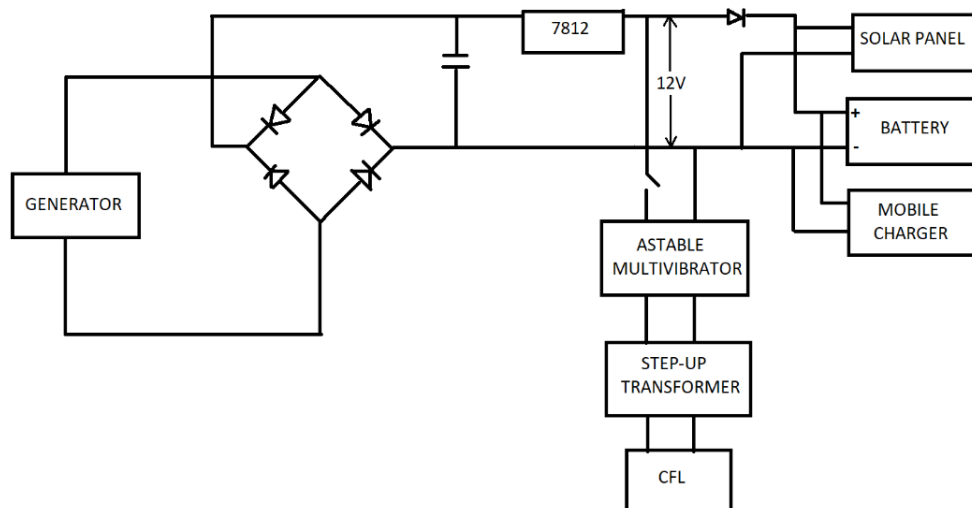 7812
SOLAR PANEL
12V
+
BATTERY
-
GENERATOR
MOBILE
CHARGER
ASTABLE
MULTIVIBRATOR
STEP-UP
TRANSFORMER
CFL